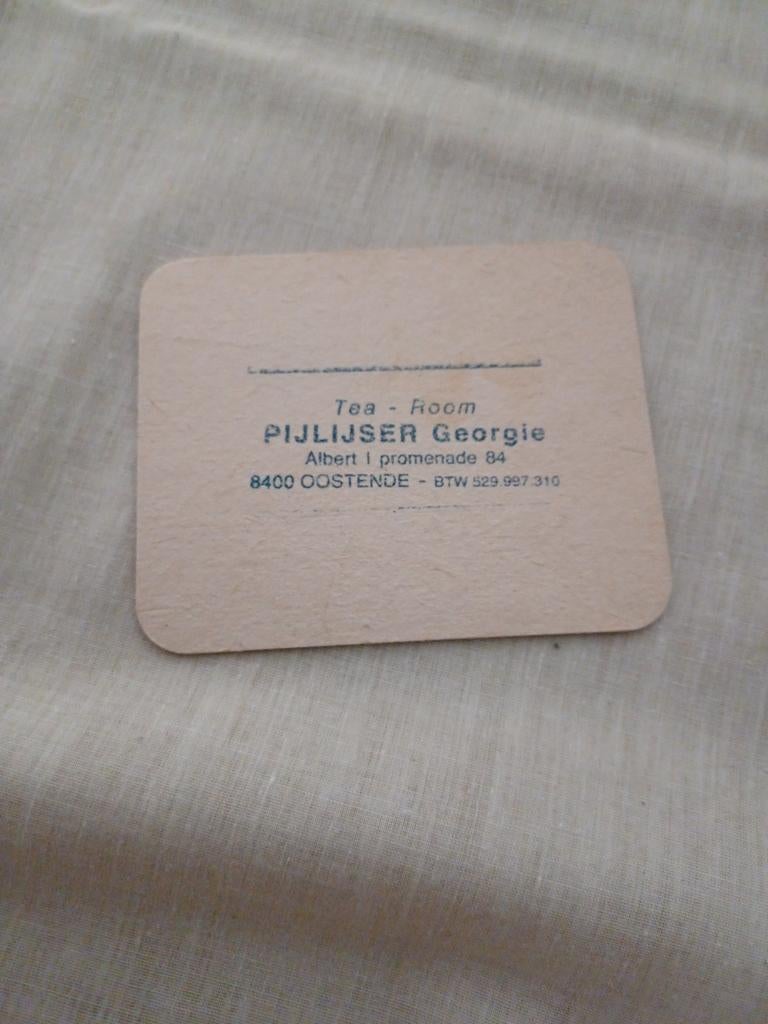 Tea - Room
PIJLIJSER Georgie
Albert I promenade 84
8400 OOSTENDE - BTW 529.997.310